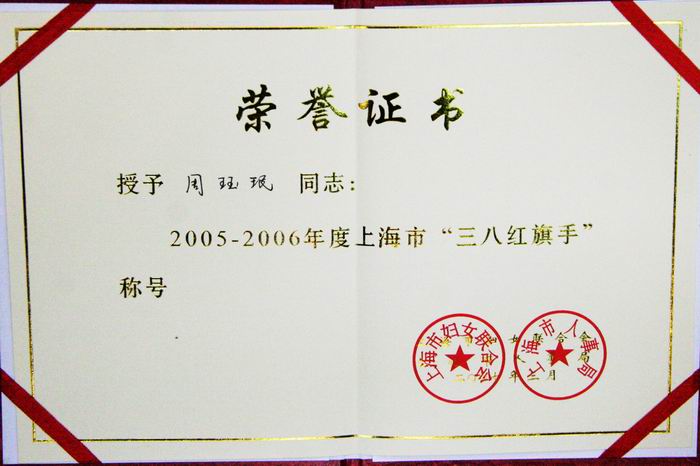 荣誉证书
授予 周珏珉 同志：
2005-2006年度上海市“三八红旗手”
称号
上海市妇女联合会
上海市人事局